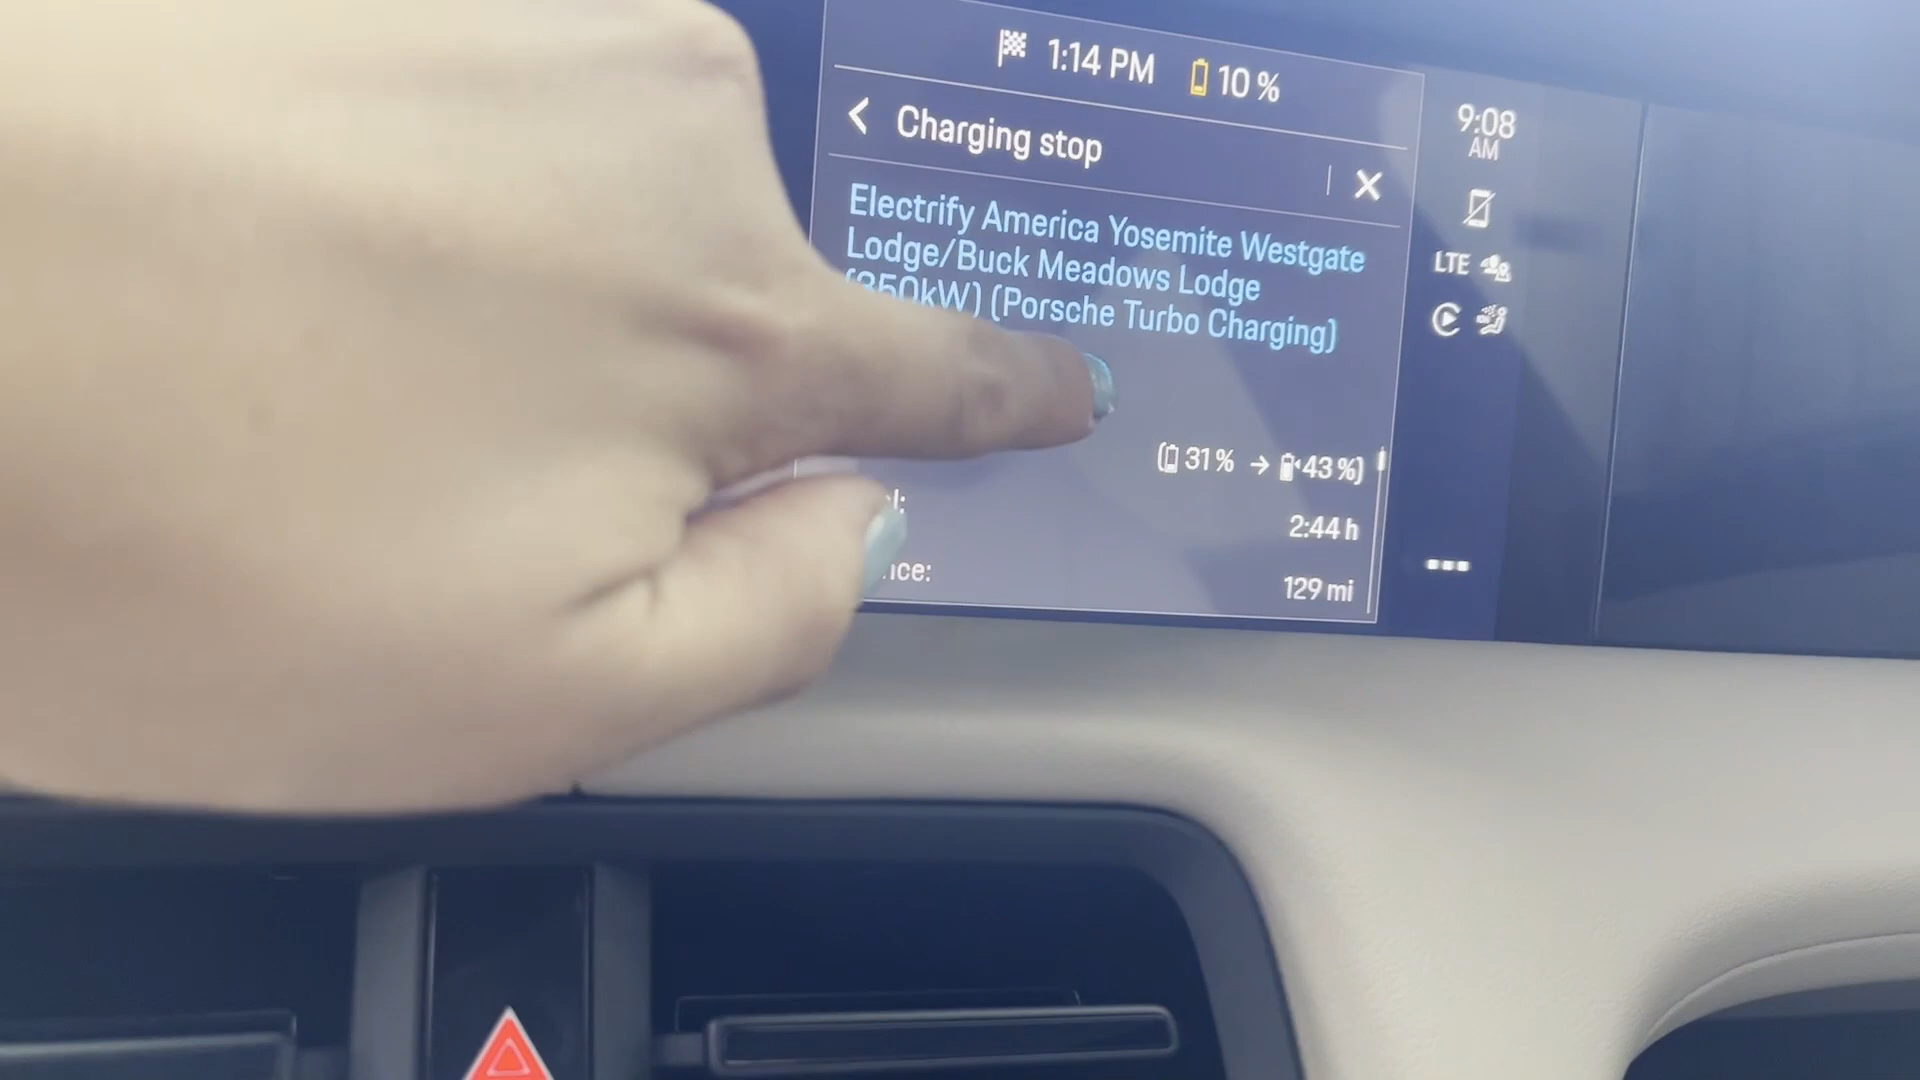 1:14 PM 10 %
Charging stop
Electrify America Yosemite Westgate
Lodge/Buck Meadows Lodge
(350kW) (Porsche Turbo Charging)
(31% → 43%)
2:44 h
129 mi
9:08
AM
LTE